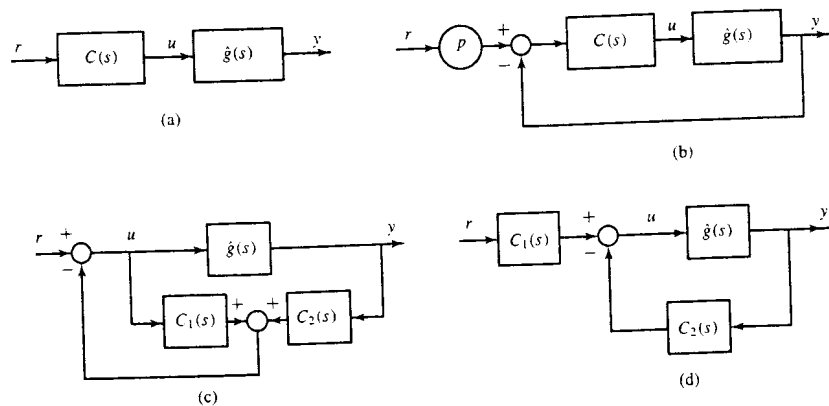 r C(s) u ĝ(s) y
(a)
r p + − C(s) u ĝ(s) y
(b)
r + − u ĝ(s) y
C₁(s) + + C₂(s)
(c)
r C₁(s) + − u ĝ(s) y
C₂(s)
(d)